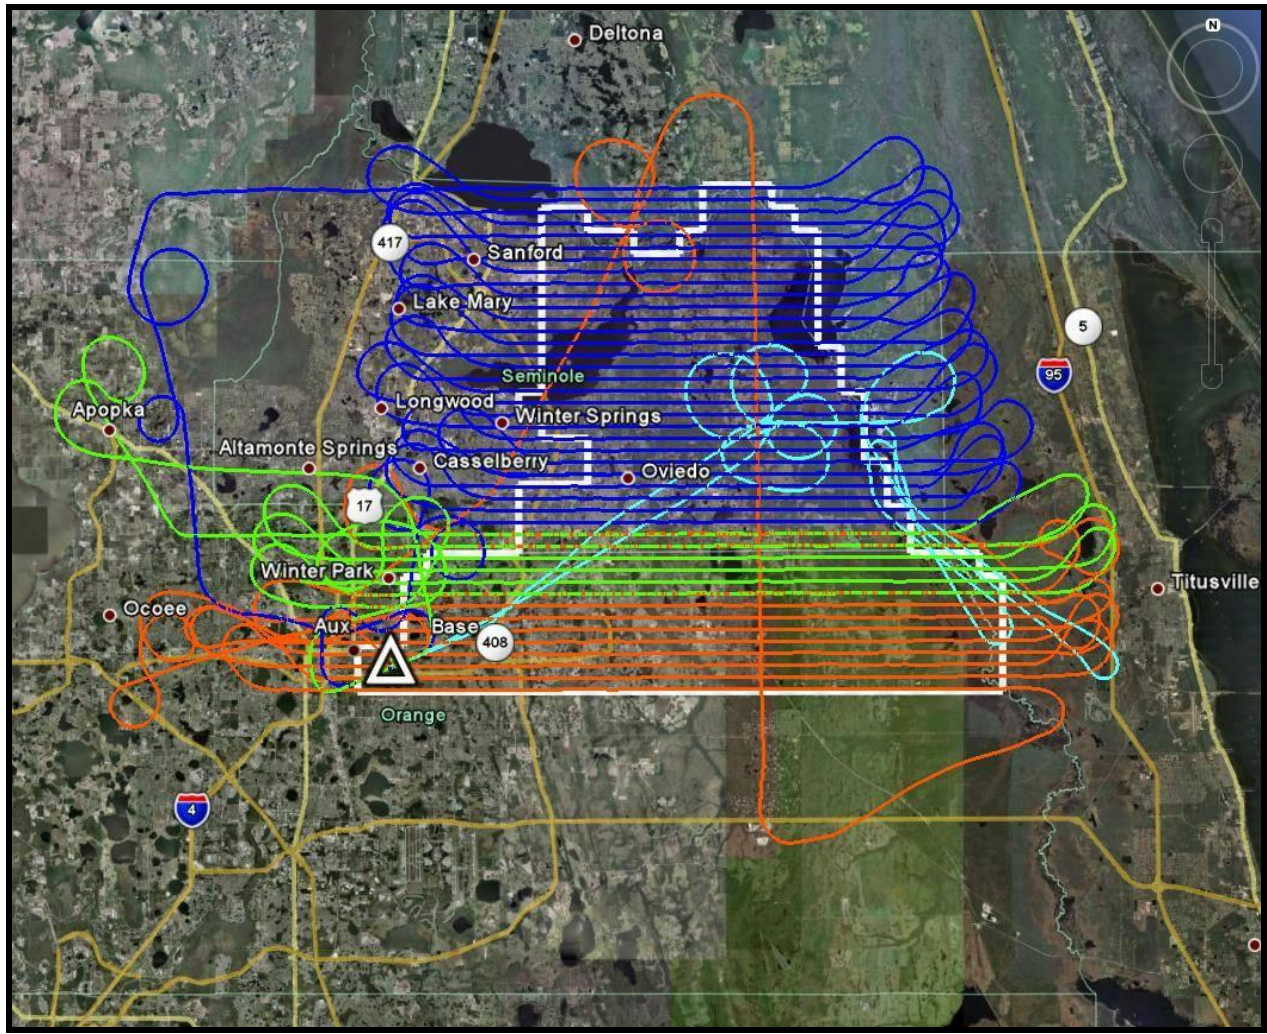 N
Deltona
417
Sanford
Lake Mary
5
95
Seminole
Longwood
Winter Springs
Apopka
Altamonte Springs
Casselberry
Oviedo
17
Winter Park
Titusville
Ocoee
Aux
Base
408
Orange
4